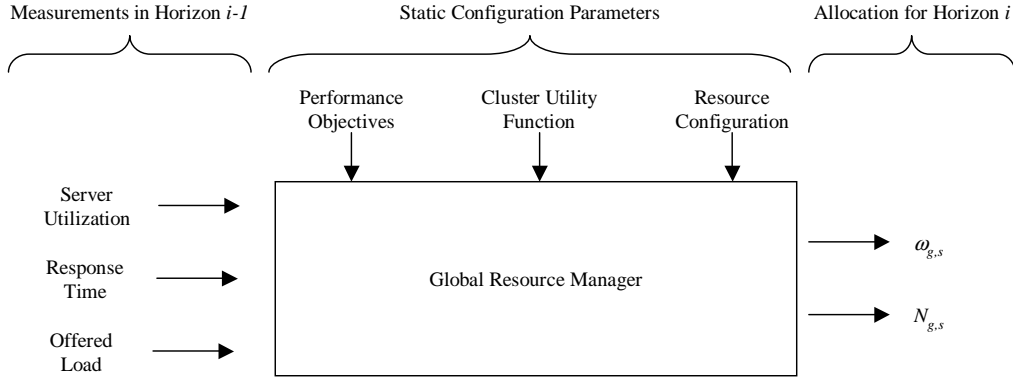 Measurements in Horizon i-1
Static Configuration Parameters
Allocation for Horizon i
Performance
Objectives
Cluster Utility
Function
Resource
Configuration
Server
Utilization
Response
Time
Offered
Load
Global Resource Manager
ω_{g,s}
N_{g,s}